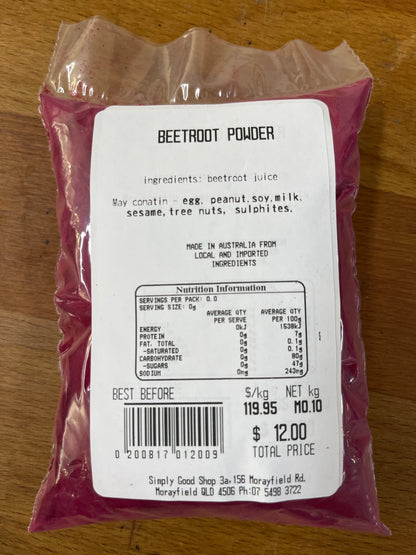 BEETROOT POWDER
ingredients: beetroot juice
May conatin - egg, peanut,soy,milk,
sesame,tree nuts, sulphites,
MADE IN AUSTRALIA FROM
LOCAL AND IMPORTED
INGREDIENTS
Nutrition Information
SERVINGS PER PACK: 0.0
SERVING SIZE: 0g
AVERAGE QTY AVERAGE QTY
PER SERVE PER 100g
ENERGY 0kJ 1538kJ
PROTEIN 0g 7g
FAT, TOTAL 0g 0.1g
-SATURATED 0g 0.1g
CARBOHYDRATE 0g 80g
-SUGARS 0g 47g
SODIUM 0mg 243mg
BEST BEFORE $/kg NET kg
119.95 M0.10
$ 12.00
TOTAL PRICE
0 200817 012009
Simply Good Shop 3a,156 Morayfield Rd,
Morayfield QLD 4506 Ph:07 5498 3722